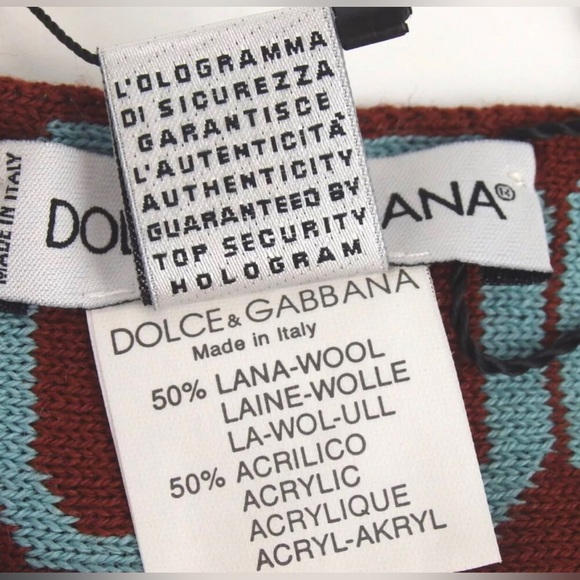 L'OLOGRAMMA
DI SICUREZZA
GARANTISCE
L'AUTENTICITÀ
AUTHENTICITY
GUARANTEED BY
TOP SECURITY
HOLOGRAM
MADE IN ITALY
DOL ANA®
DOLCE & GABBANA
Made in Italy
50% LANA-WOOL
LAINE-WOLLE
LA-WOL-ULL
50% ACRILICO
ACRYLIC
ACRYLIQUE
ACRYL-AKRYL